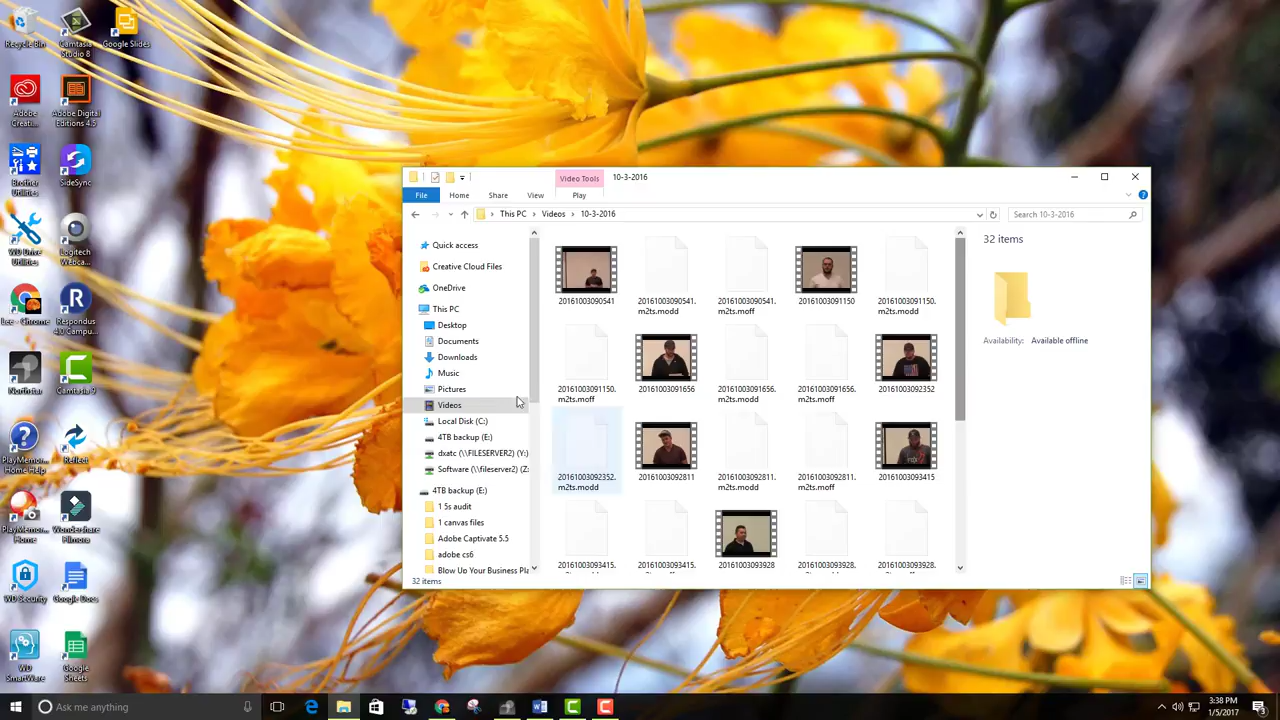 Recycle Bin
Camtasia
Studio 8
Google Slides
Adobe
Creati...
Adobe Digital
Editions 4.5
Brother
Utilities
SideSync
WD Drive
Utilities
Logitech
Webca...
Lee - Chrome
Respondus
4.0 Campu...
Northstar
Camtasia 9
PlayMemor...
Home Help
Reflect
PlayMemor...
Home
Wondershare
Filmora
WD Security
Google Docs
WD
SmartWare
Google
Sheets
Video Tools
10-3-2016
File
Home
Share
View
Play
This PC
Videos
10-3-2016
Search 10-3-2016
Quick access
Creative Cloud Files
OneDrive
This PC
Desktop
Documents
Downloads
Music
Pictures
Videos
Local Disk (C:)
4TB backup (E:)
dxatc (\\FILESERVER2) (Y:)
Software (\\fileserver2) (Z:
4TB backup (E:)
1 5s audit
1 canvas files
Adobe Captivate 5.5
adobe cs6
Blow Up Your Business Pla
20161003090541
20161003090541.
m2ts.modd
20161003090541.
m2ts.moff
20161003091150
20161003091150.
m2ts.modd
20161003091150.
m2ts.moff
20161003091656
20161003091656.
m2ts.modd
20161003091656.
m2ts.moff
20161003092352
20161003092352.
m2ts.modd
20161003092811
20161003092811.
m2ts.modd
20161003092811.
m2ts.moff
20161003093415
20161003093415.
20161003093415.
20161003093928
20161003093928.
20161003093928.
32 items
Availability: Available offline
32 items
Ask me anything
3:38 PM
1/5/2017